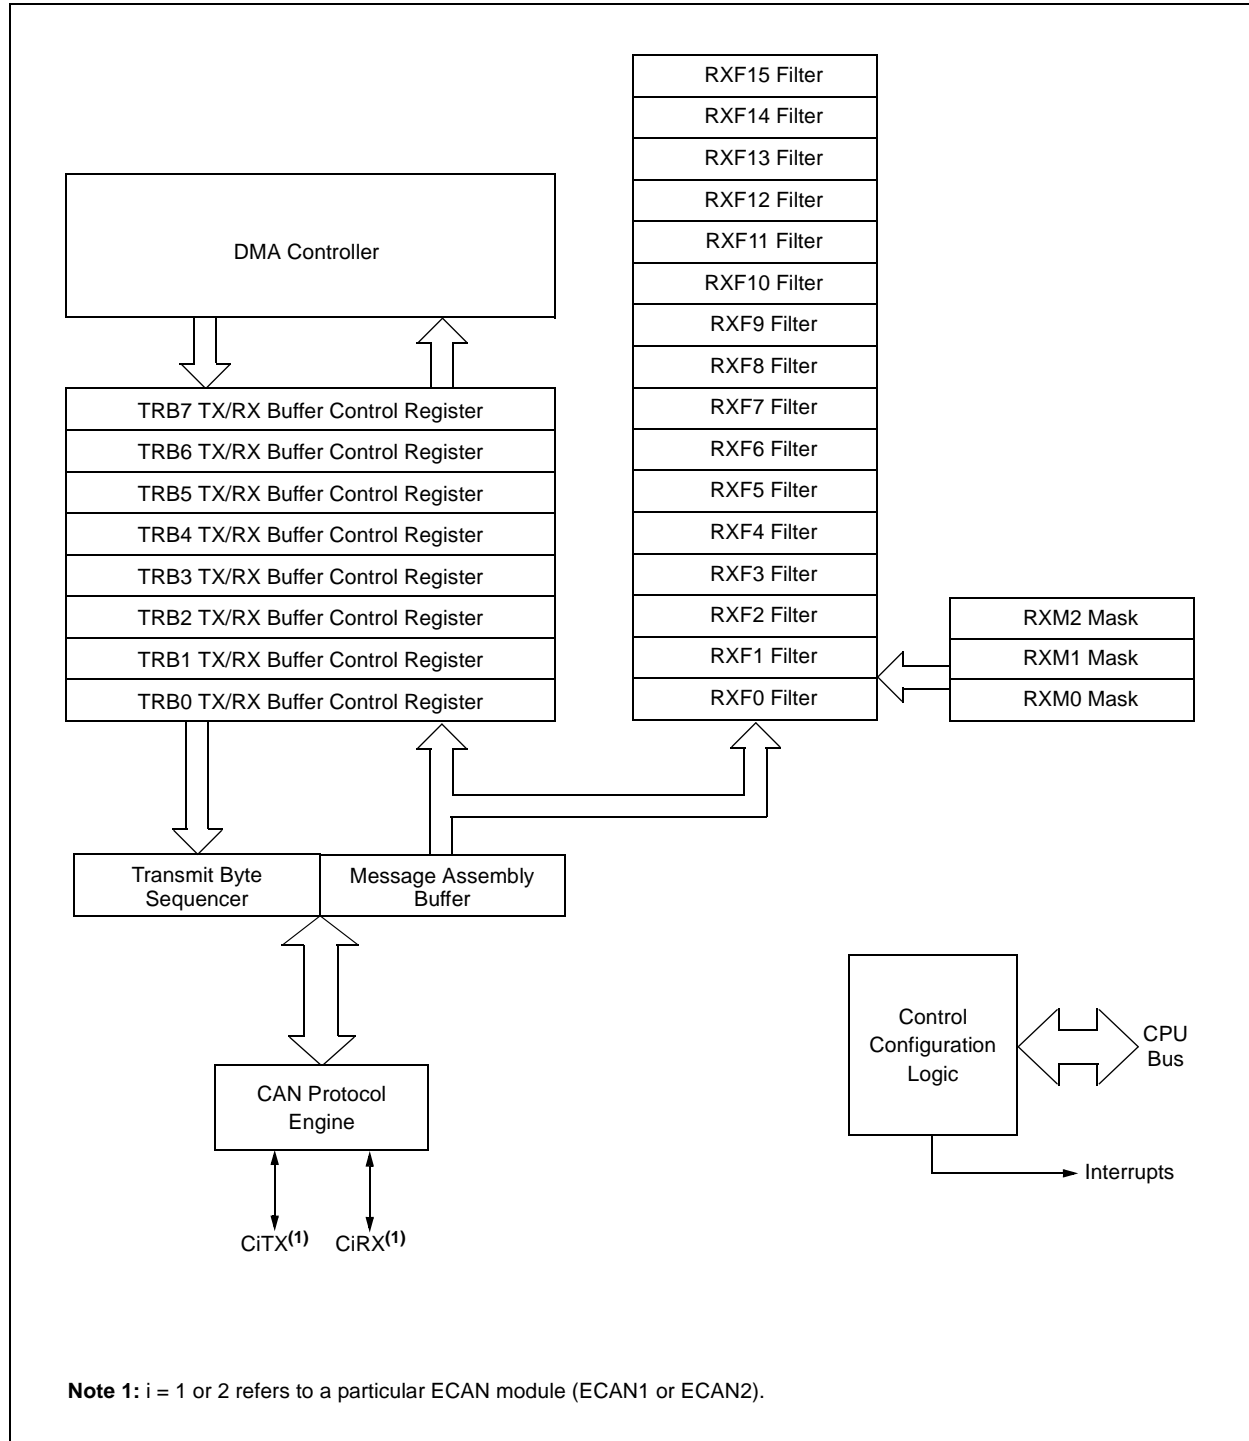 RXF15 Filter
RXF14 Filter
RXF13 Filter
RXF12 Filter
RXF11 Filter
RXF10 Filter
RXF9 Filter
RXF8 Filter
RXF7 Filter
RXF6 Filter
RXF5 Filter
RXF4 Filter
RXF3 Filter
RXF2 Filter
RXF1 Filter
RXF0 Filter
DMA Controller
TRB7 TX/RX Buffer Control Register
TRB6 TX/RX Buffer Control Register
TRB5 TX/RX Buffer Control Register
TRB4 TX/RX Buffer Control Register
TRB3 TX/RX Buffer Control Register
TRB2 TX/RX Buffer Control Register
TRB1 TX/RX Buffer Control Register
TRB0 TX/RX Buffer Control Register
RXM2 Mask
RXM1 Mask
RXM0 Mask
Transmit Byte
Sequencer
Message Assembly
Buffer
CAN Protocol
Engine
CiTX(1)
CiRX(1)
Control
Configuration
Logic
CPU
Bus
Interrupts
Note 1: i = 1 or 2 refers to a particular ECAN module (ECAN1 or ECAN2).